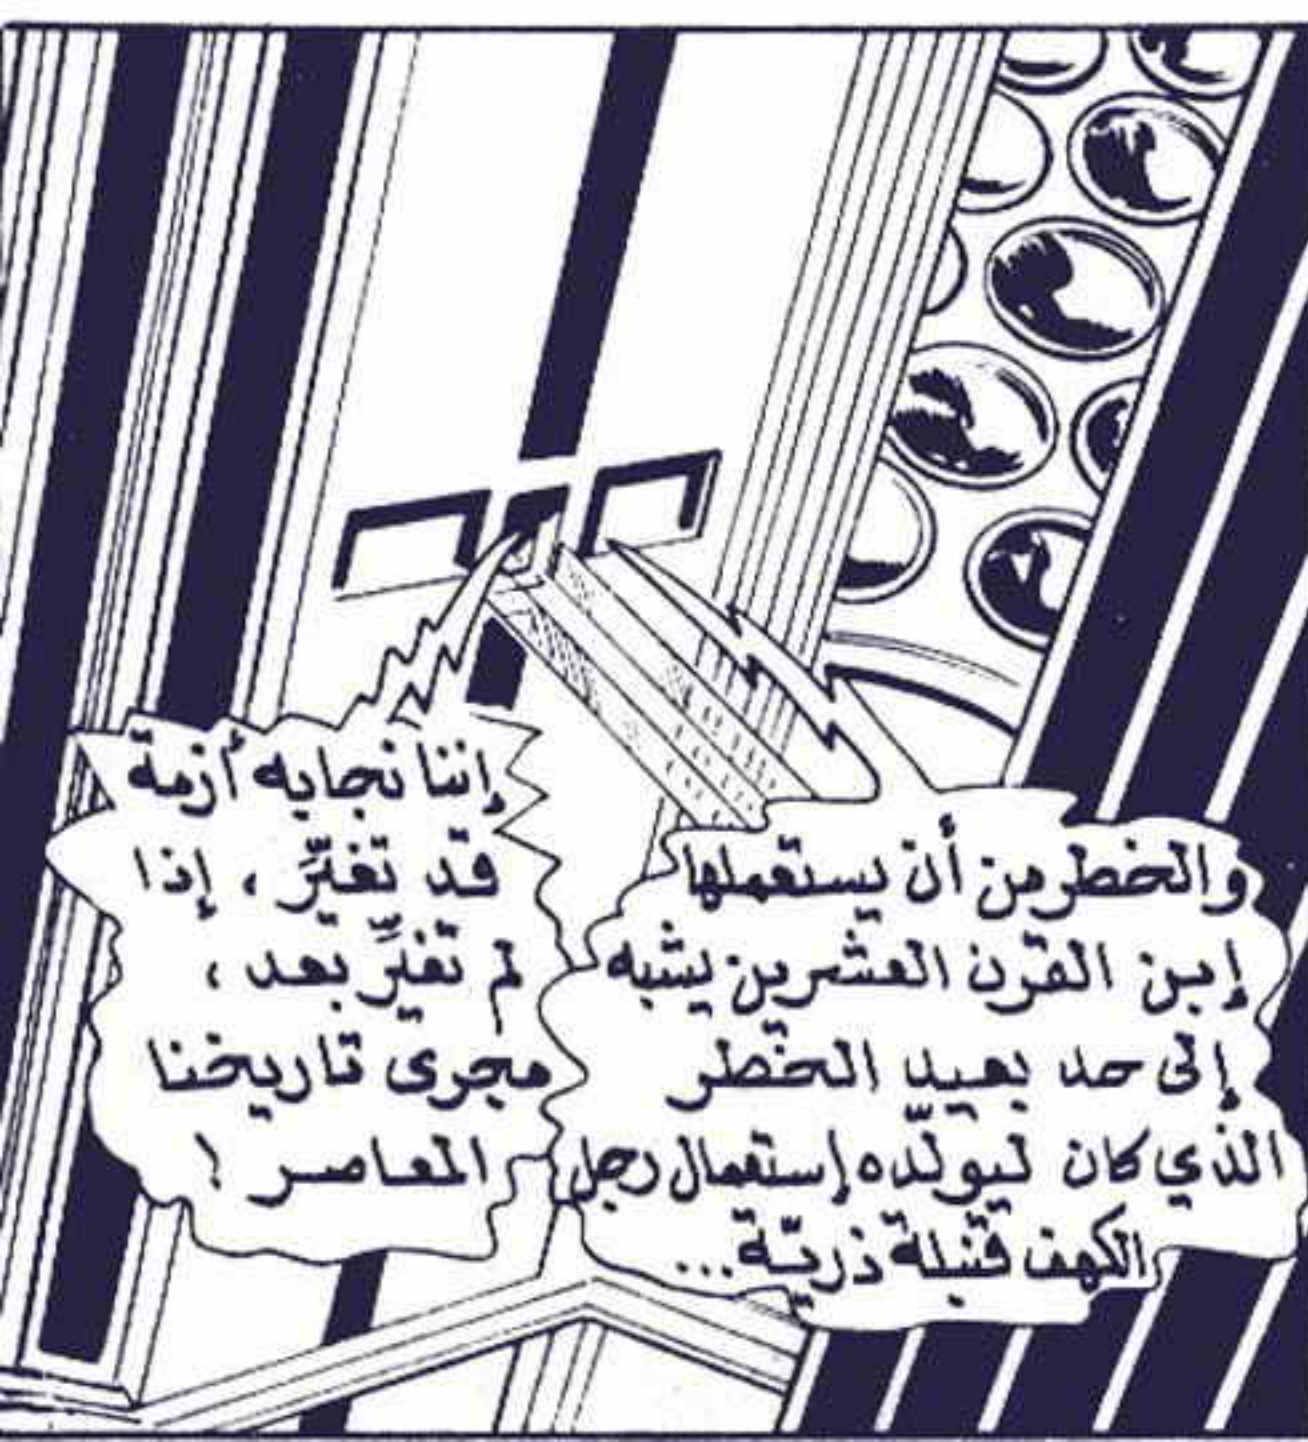 والخطر من أن يستعملها
إبن القرن العشرين يشبه
إلى حد بعيد الخطر
الذي كان ليولّده إستعمال رجل
الكهف قنبلة ذريّة...
إننا نجابه أزمة
قد تغيّر، إذا
لم تغيّر بعد،
مجرى تاريخنا
المعاصر!